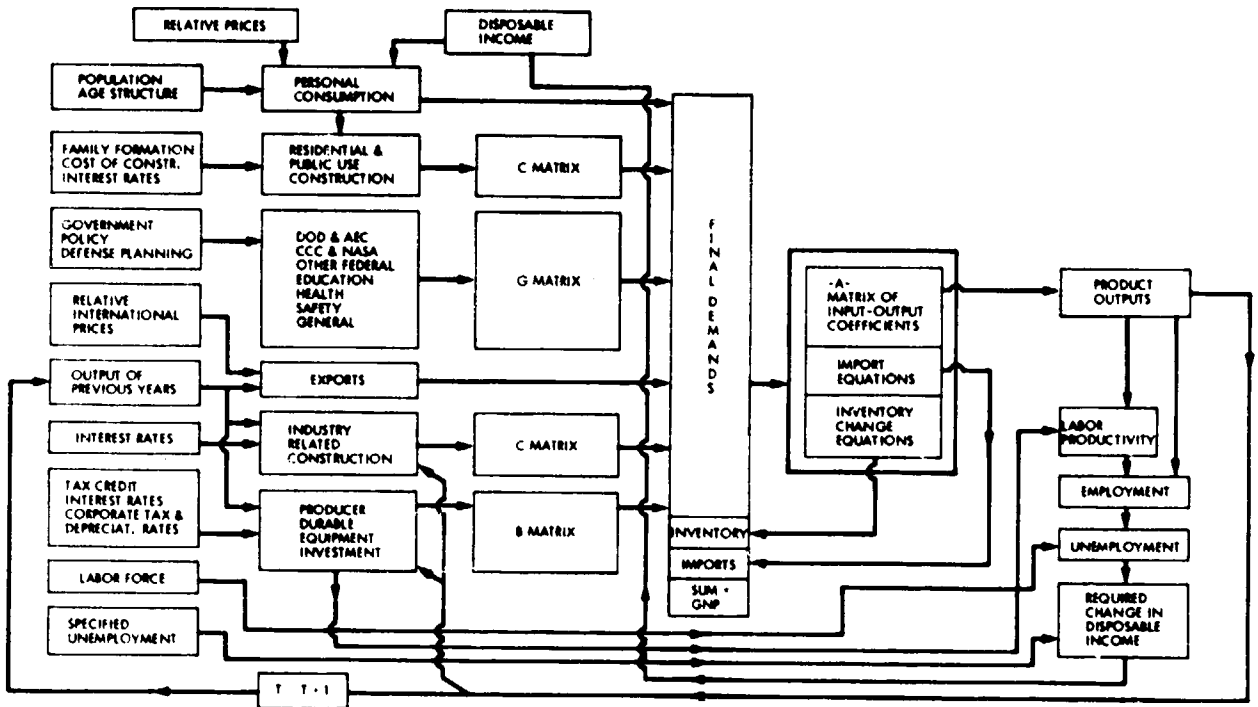 RELATIVE PRICES
DISPOSABLE
INCOME
POPULATION
AGE STRUCTURE
PERSONAL
CONSUMPTION
FAMILY FORMATION
COST OF CONSTR.
INTEREST RATES
RESIDENTIAL &
PUBLIC USE
CONSTRUCTION
C MATRIX
GOVERNMENT
POLICY
DEFENSE PLANNING
DOD & AEC
CCC & NASA
OTHER FEDERAL
EDUCATION
HEALTH
SAFETY
GENERAL
G MATRIX
FINAL DEMANDS
-A-
MATRIX OF
INPUT-OUTPUT
COEFFICIENTS
PRODUCT
OUTPUTS
RELATIVE
INTERNATIONAL
PRICES
OUTPUT OF
PREVIOUS YEARS
EXPORTS
IMPORT
EQUATIONS
INTEREST RATES
INDUSTRY
RELATED
CONSTRUCTION
C MATRIX
INVENTORY
CHANGE
EQUATIONS
LABOR
PRODUCTIVITY
TAX CREDIT
INTEREST RATES
CORPORATE TAX &
DEPRECIAT. RATES
PRODUCER
DURABLE
EQUIPMENT
INVESTMENT
B MATRIX
EMPLOYMENT
INVENTORY
UNEMPLOYMENT
IMPORTS
LABOR FORCE
SUM =
GNP
REQUIRED
CHANGE IN
DISPOSABLE
INCOME
SPECIFIED
UNEMPLOYMENT